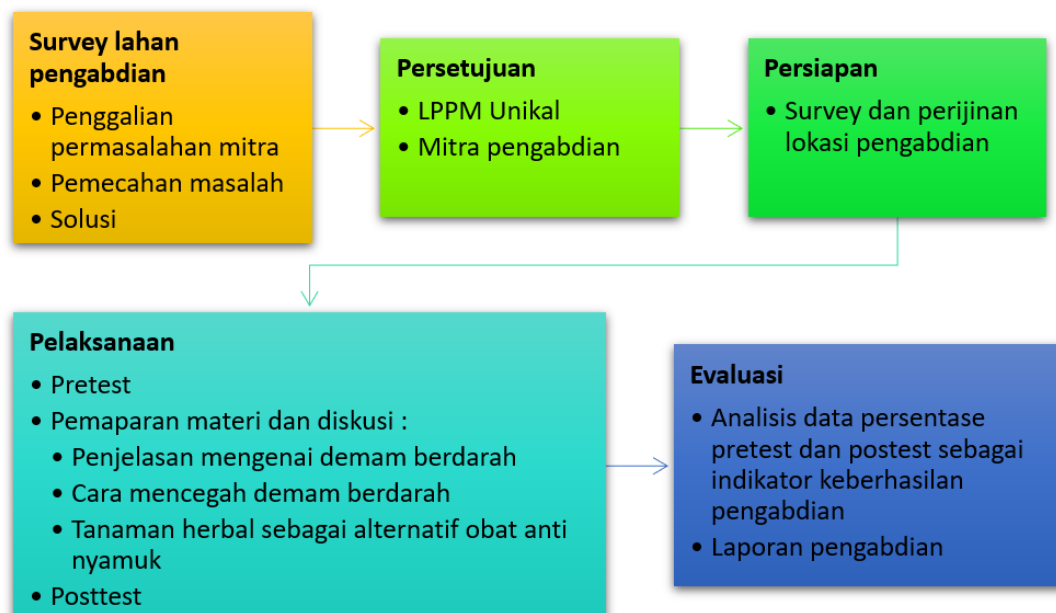 Survey lahan
pengabdian
• Penggalian
permasalahan mitra
• Pemecahan masalah
• Solusi
Persetujuan
• LPPM Unikal
• Mitra pengabdian
Persiapan
• Survey dan perijinan
lokasi pengabdian
Pelaksanaan
• Pretest
• Pemaparan materi dan diskusi :
• Penjelasan mengenai demam berdarah
• Cara mencegah demam berdarah
• Tanaman herbal sebagai alternatif obat anti
nyamuk
• Posttest
Evaluasi
• Analisis data persentase
pretest dan postest sebagai
indikator keberhasilan
pengabdian
• Laporan pengabdian